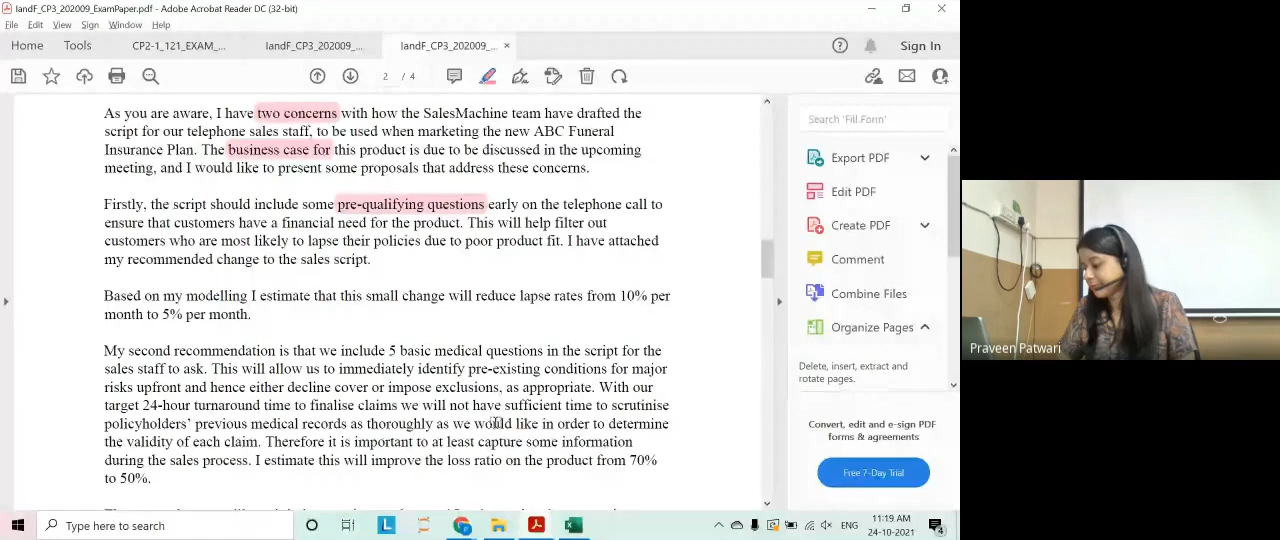 IandF_CP3_202009_ExamPaper.pdf - Adobe Acrobat Reader DC (32-bit)
File Edit View Sign Window Help
Home Tools CP2-1_121_EXAM_... IandF_CP3_202009_... IandF_CP3_202009_... × Sign In
2 / 4
As you are aware, I have two concerns with how the SalesMachine team have drafted the
script for our telephone sales staff, to be used when marketing the new ABC Funeral
Insurance Plan. The business case for this product is due to be discussed in the upcoming
meeting, and I would like to present some proposals that address these concerns.
Firstly, the script should include some pre-qualifying questions early on the telephone call to
ensure that customers have a financial need for the product. This will help filter out
customers who are most likely to lapse their policies due to poor product fit. I have attached
my recommended change to the sales script.
Based on my modelling I estimate that this small change will reduce lapse rates from 10% per
month to 5% per month.
My second recommendation is that we include 5 basic medical questions in the script for the
sales staff to ask. This will allow us to immediately identify pre-existing conditions for major
risks upfront and hence either decline cover or impose exclusions, as appropriate. With our
target 24-hour turnaround time to finalise claims we will not have sufficient time to scrutinise
policyholders' previous medical records as thoroughly as we would like in order to determine
the validity of each claim. Therefore it is important to at least capture some information
during the sales process. I estimate this will improve the loss ratio on the product from 70%
to 50%.
Search 'Fill Form'
Export PDF
Edit PDF
Create PDF
Comment
Combine Files
Organize Pages
Delete, insert, extract and
rotate pages.
Convert, edit and e-sign PDF
forms & agreements
Free 7-Day Trial
Praveen Patwari
Type here to search
ENG
11:19 AM
24-10-2021
4